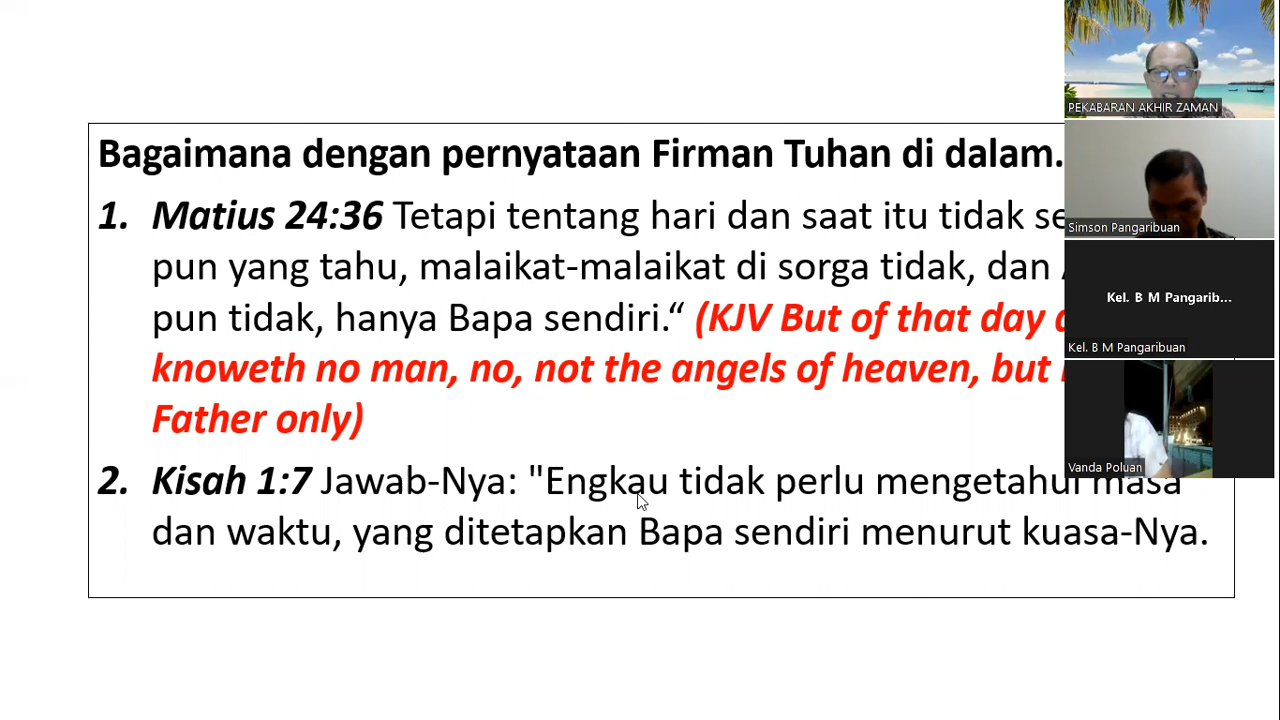 Bagaimana dengan pernyataan Firman Tuhan di dalam.
1. Matius 24:36 Tetapi tentang hari dan saat itu tidak
pun yang tahu, malaikat-malaikat di sorga tidak, dan
pun tidak, hanya Bapa sendiri.“ (KJV But of that day
knoweth no man, no, not the angels of heaven, but
Father only)
2. Kisah 1:7 Jawab-Nya: "Engkau tidak perlu mengetahui masa
dan waktu, yang ditetapkan Bapa sendiri menurut kuasa-Nya.
PEKABARAN AKHIR ZAMAN
Simson Pangaribuan
Kel. B M Pangarib...
Kel. B M Pangaribuan
Vanda Poluan